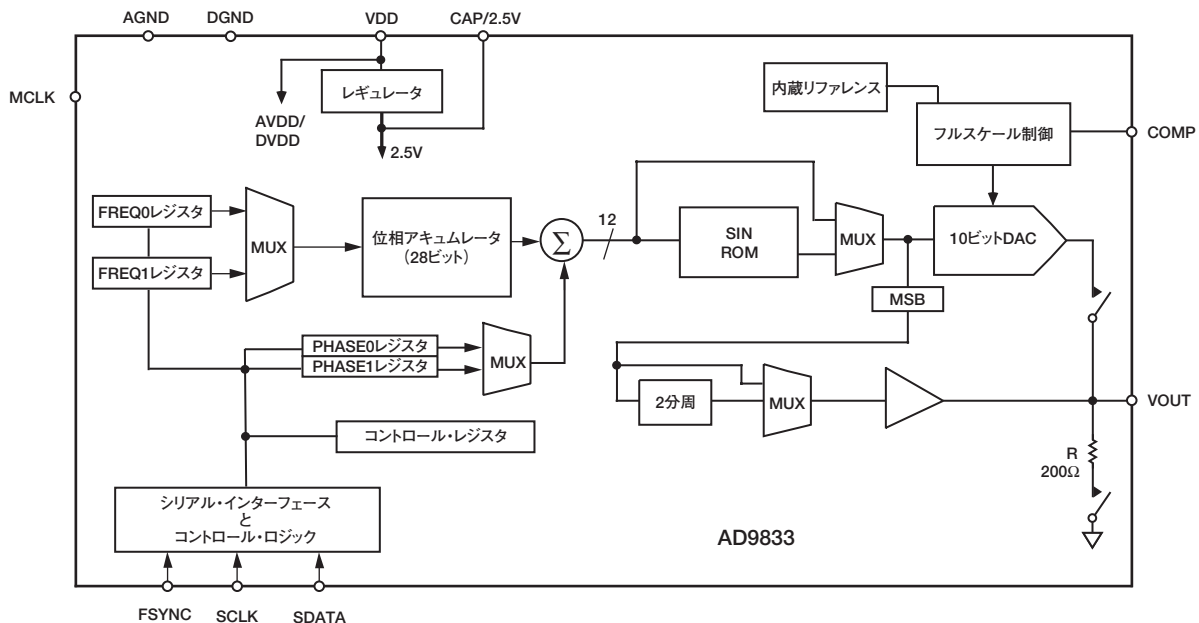 AGND
DGND
VDD
CAP/2.5V
MCLK
AVDD/
DVDD
レギュレータ
2.5V
内蔵リファレンス
フルスケール制御
COMP
FREQ0レジスタ
FREQ1レジスタ
MUX
位相アキュムレータ
(28ビット)
Σ
12
SIN
ROM
MUX
10ビットDAC
MSB
PHASE0レジスタ
PHASE1レジスタ
MUX
2分周
MUX
VOUT
コントロール・レジスタ
R
200Ω
シリアル・インターフェース
と
コントロール・ロジック
AD9833
FSYNC
SCLK
SDATA